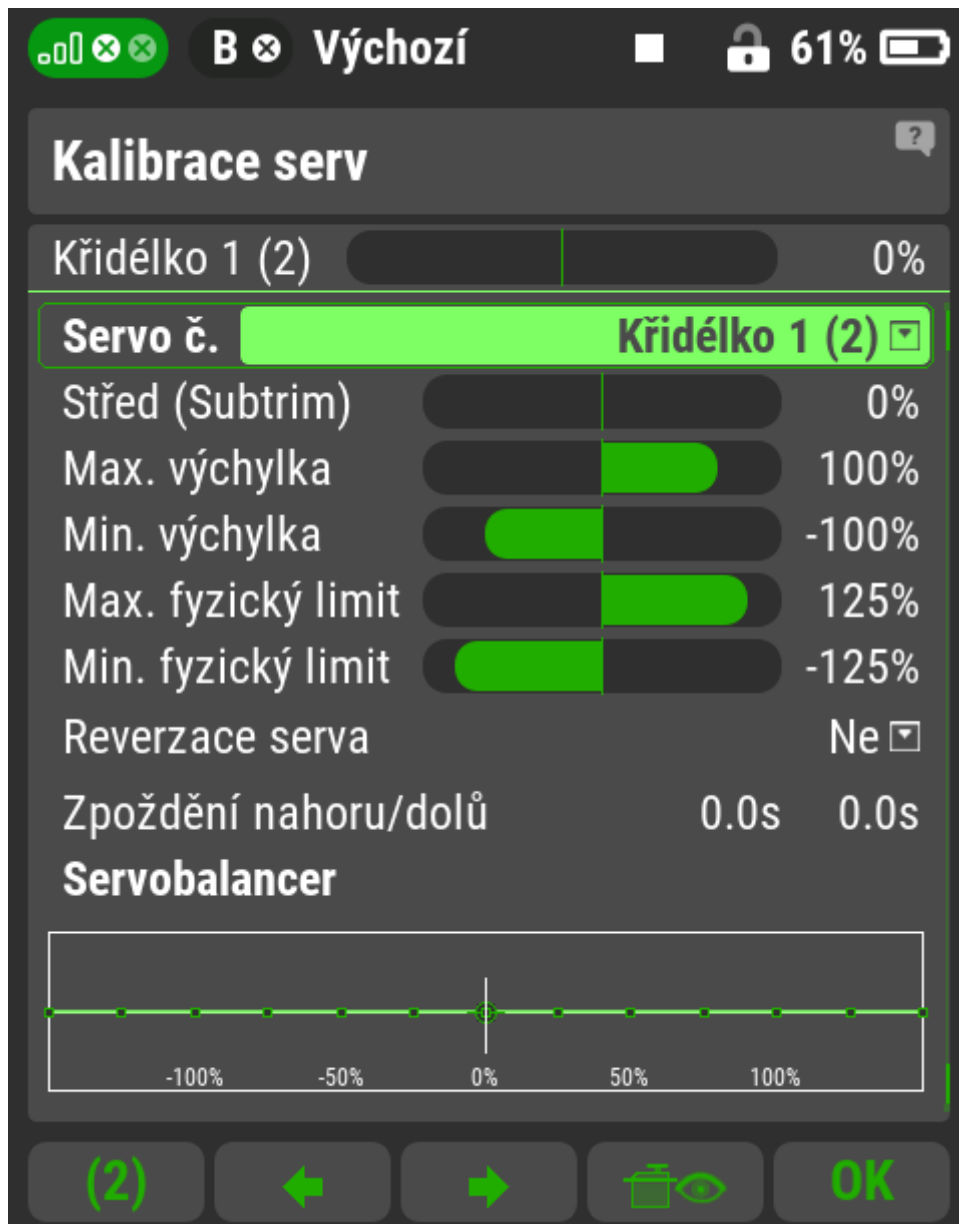 B Výchozí 61%
Kalibrace serv ?
Křidélko 1 (2) 0%
Servo č. Křidélko 1 (2)
Střed (Subtrim) 0%
Max. výchylka 100%
Min. výchylka -100%
Max. fyzický limit 125%
Min. fyzický limit -125%
Reverzace serva Ne
Zpoždění nahoru/dolů 0.0s 0.0s
Servobalancer
-100% -50% 0% 50% 100%
(2) OK